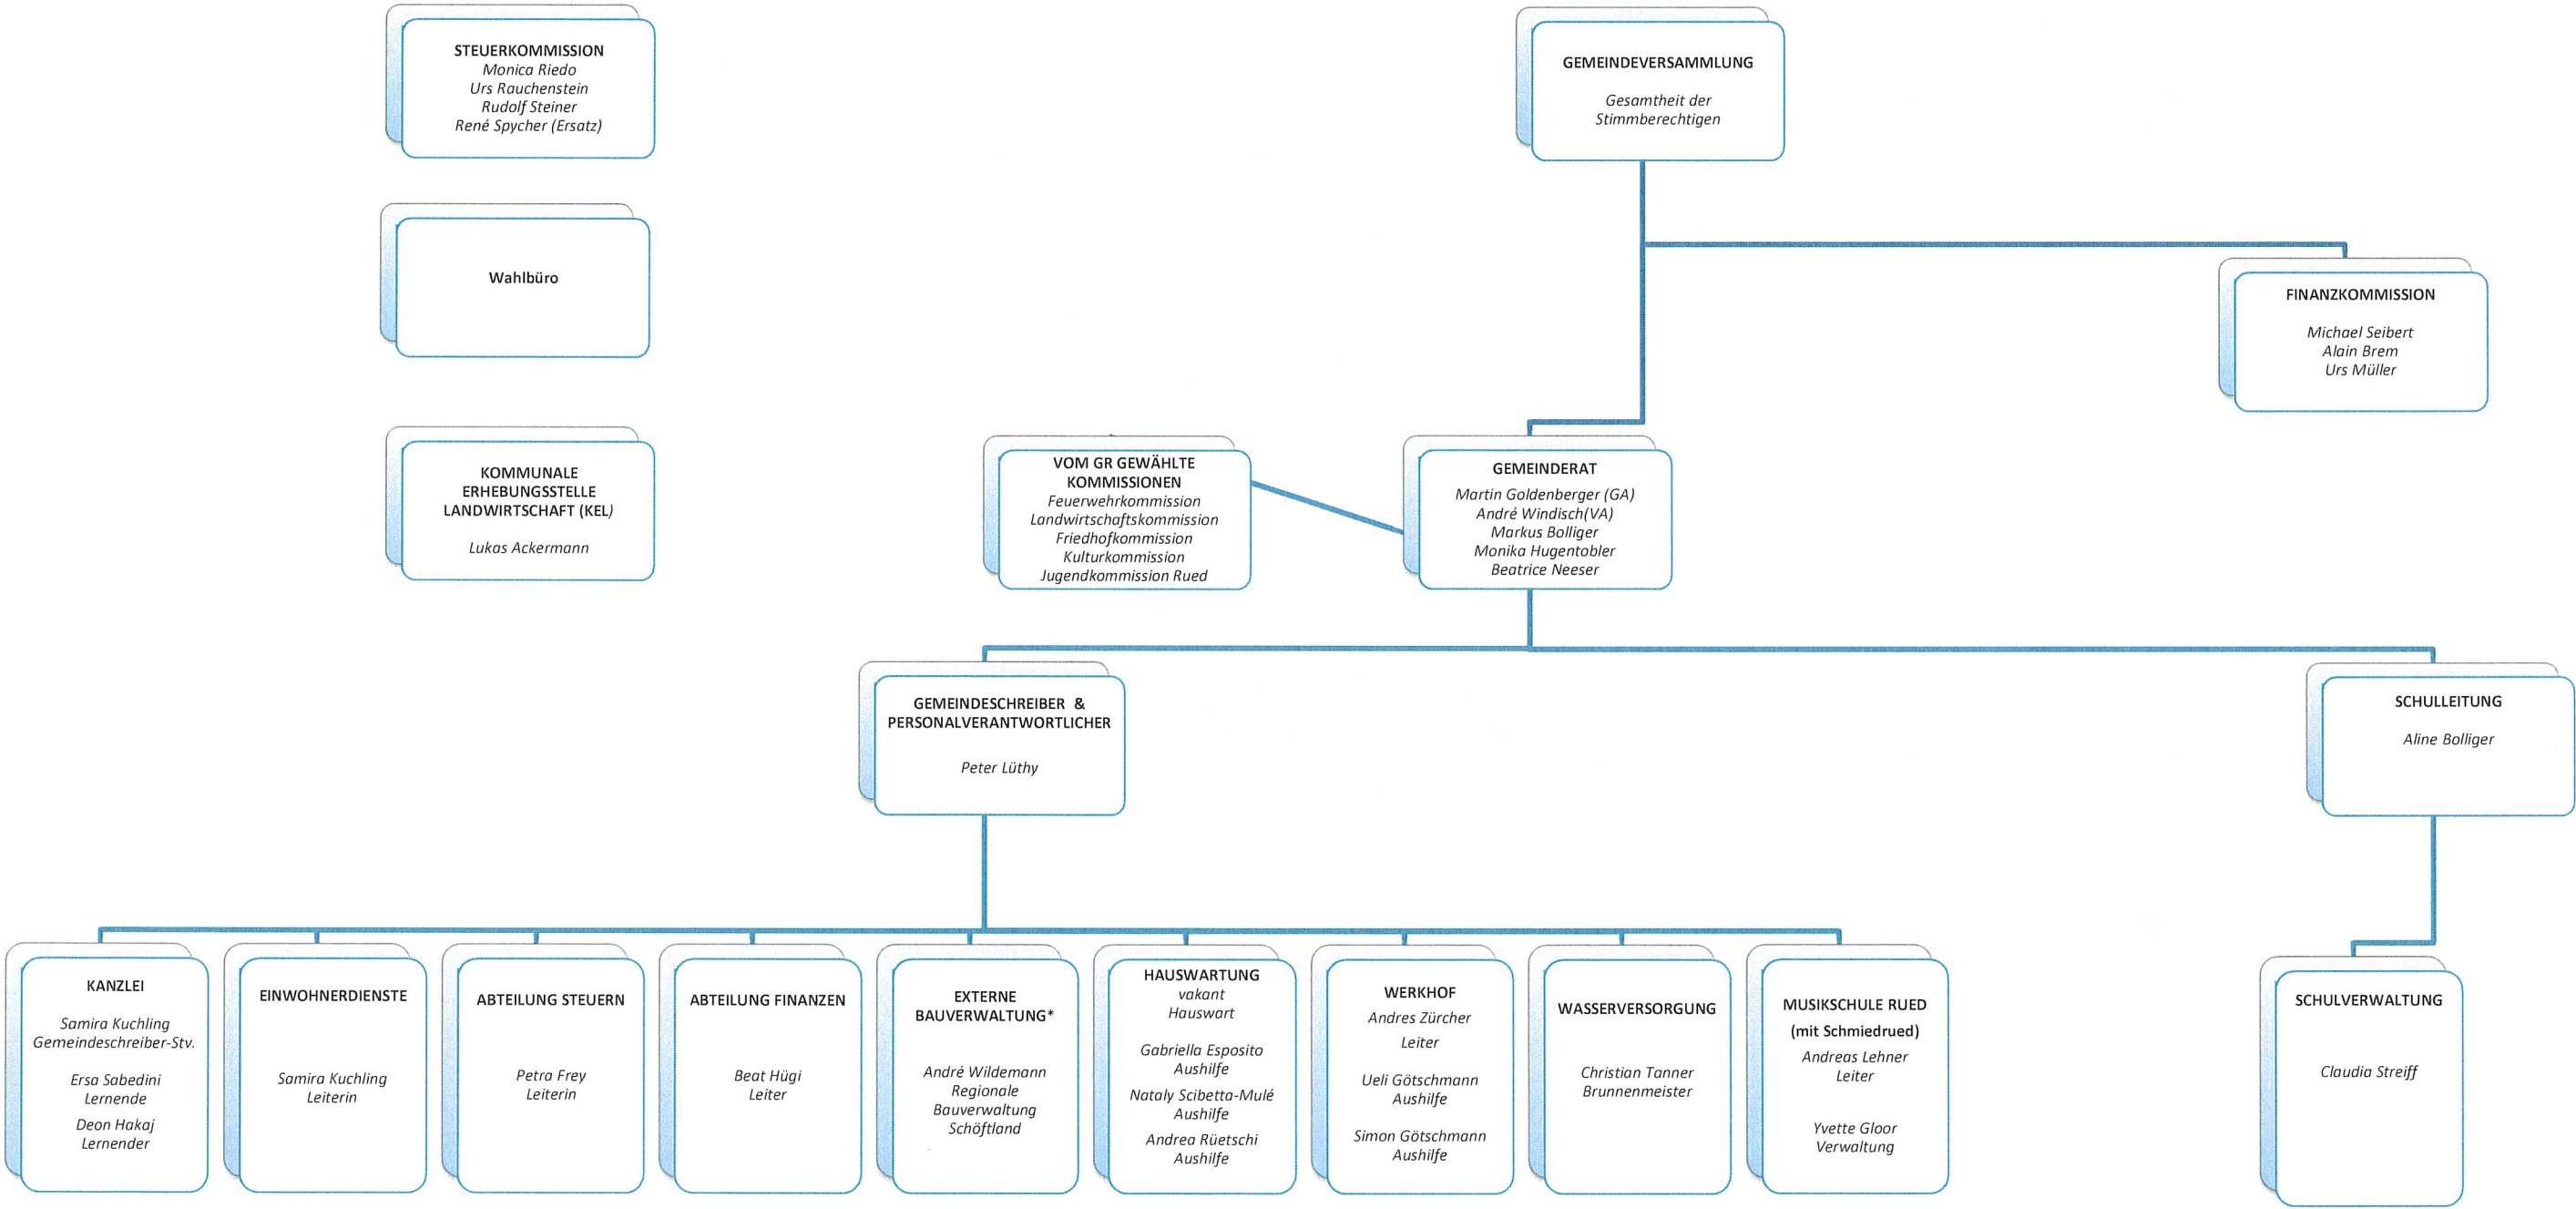 STEUERKOMMISSION
Monica Riedo
Urs Rauchenstein
Rudolf Steiner
René Spycher (Ersatz)
GEMEINDEVERSAMMLUNG
Gesamtheit der
Stimmberechtigen
Wahlbüro
FINANZKOMMISSION
Michael Seibert
Alain Brem
Urs Müller
KOMMUNALE
ERHEBUNGSSTELLE
LANDWIRTSCHAFT (KEL)
Lukas Ackermann
VOM GR GEWÄHLTE
KOMMISSIONEN
Feuerwehrkommission
Landwirtschaftskommission
Friedhofkommission
Kulturkommission
Jugendkommission Rued
GEMEINDERAT
Martin Goldenberger (GA)
André Windisch(VA)
Markus Bolliger
Monika Hugentobler
Beatrice Neeser
GEMEINDESCHREIBER &
PERSONALVERANTWORTLICHER
Peter Lüthy
SCHULLEITUNG
Aline Bolliger
KANZLEI
Samira Kuchling
Gemeindeschreiber-Stv.
Ersa Sabedini
Lernende
Deon Hakaj
Lernender
EINWOHNERDIENSTE
Samira Kuchling
Leiterin
ABTEILUNG STEUERN
Petra Frey
Leiterin
ABTEILUNG FINANZEN
Beat Hügi
Leiter
EXTERNE
BAUVERWALTUNG*
André Wildemann
Regionale
Bauverwaltung
Schöftland
HAUSWARTUNG
vakant
Hauswart
Gabriella Esposito
Aushilfe
Nataly Scibetta-Mulé
Aushilfe
Andrea Rüetschi
Aushilfe
WERKHOF
Andres Zürcher
Leiter
Ueli Götschmann
Aushilfe
Simon Götschmann
Aushilfe
WASSERVERSORGUNG
Christian Tanner
Brunnenmeister
MUSIKSCHULE RUED
(mit Schmiedrued)
Andreas Lehner
Leiter
Yvette Gloor
Verwaltung
SCHULVERWALTUNG
Claudia Streiff